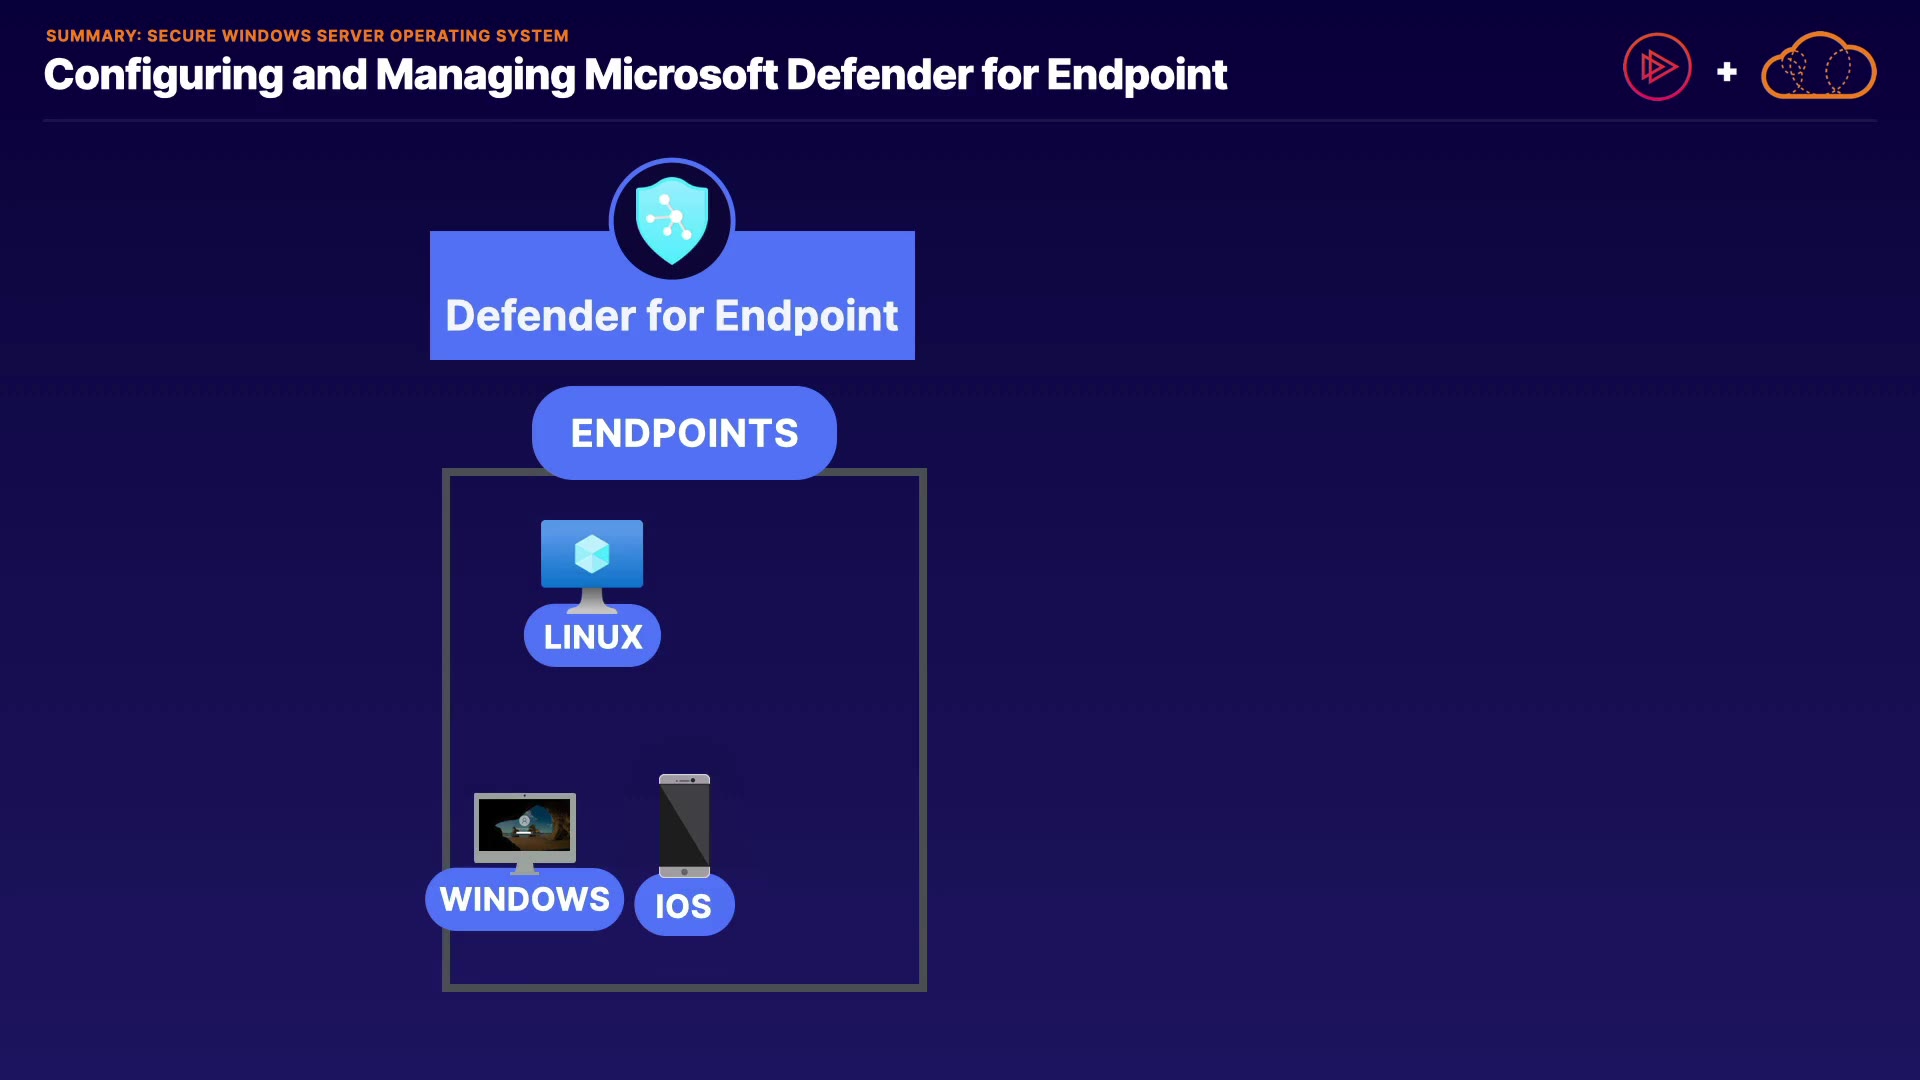 SUMMARY: SECURE WINDOWS SERVER OPERATING SYSTEM
Configuring and Managing Microsoft Defender for Endpoint
+
Defender for Endpoint
ENDPOINTS
LINUX
WINDOWS
IOS